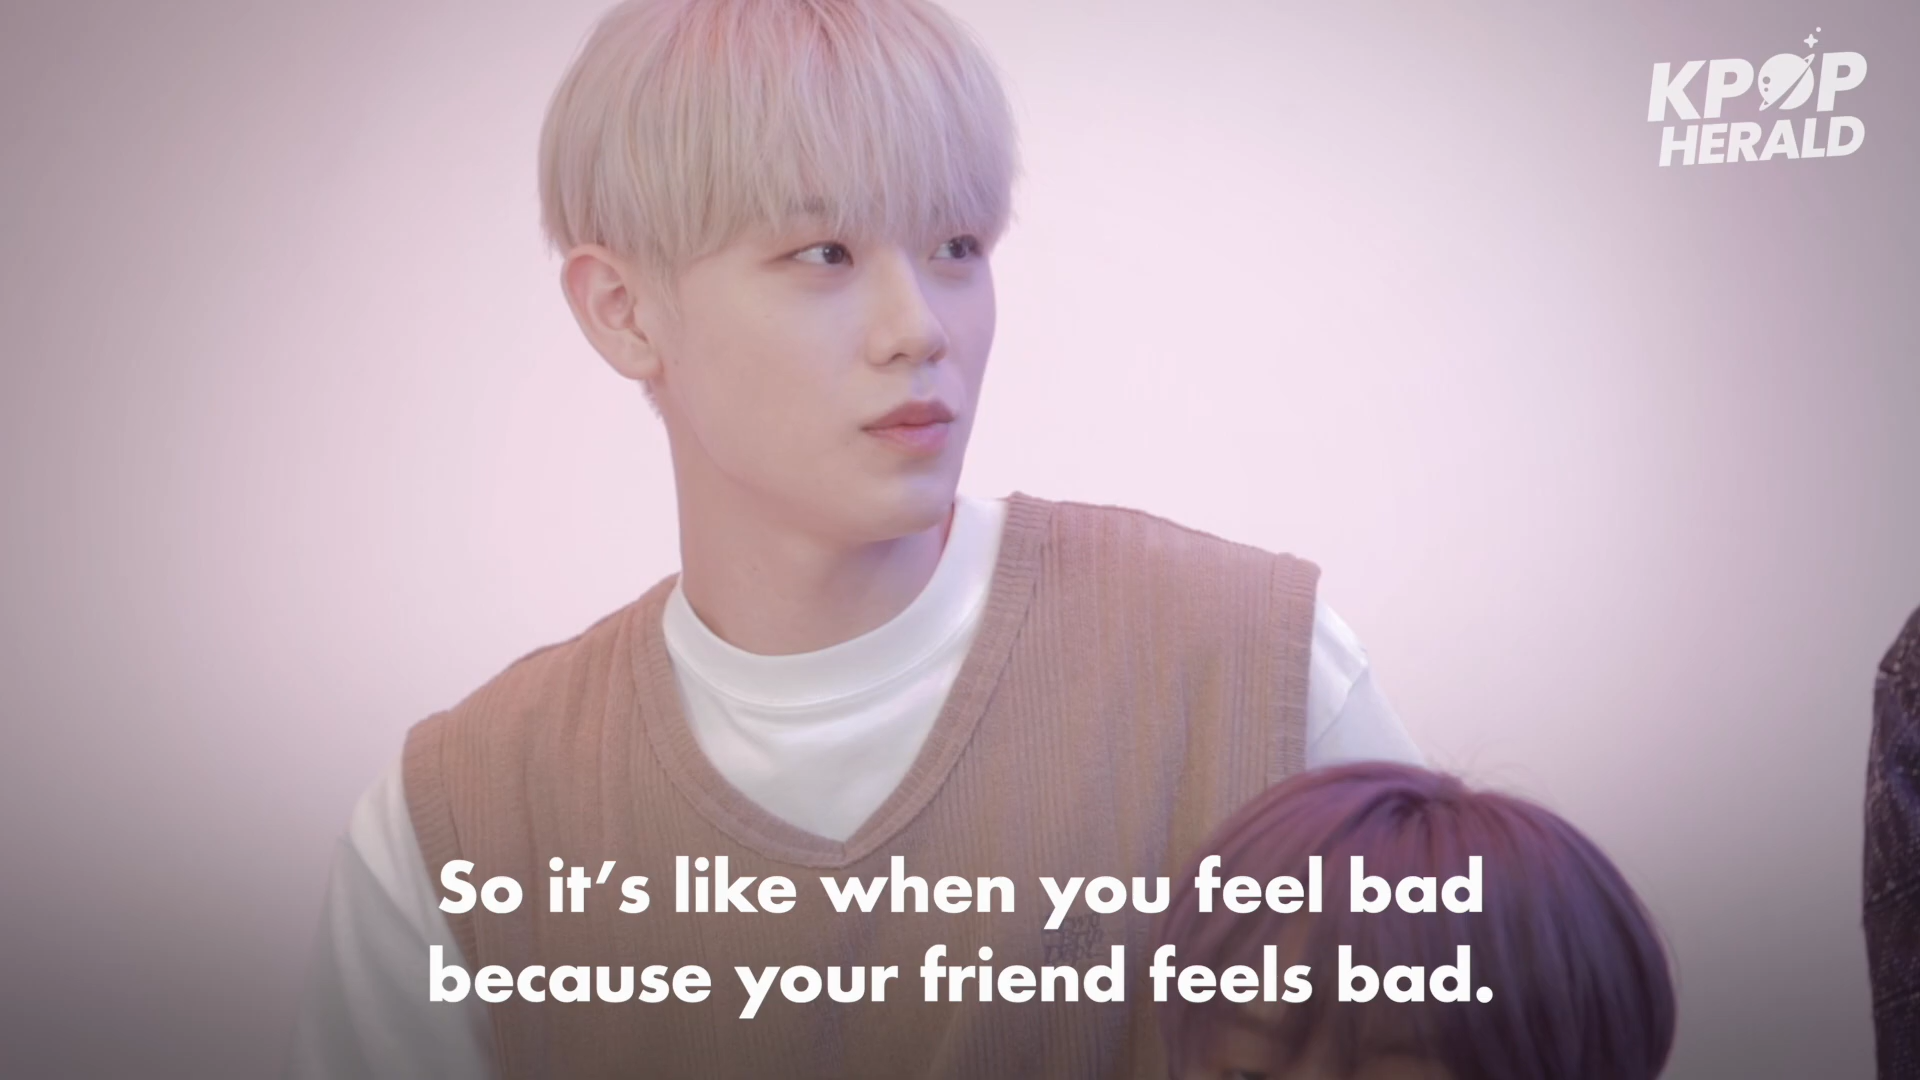 KPOP
HERALD
So it's like when you feel bad
because your friend feels bad.